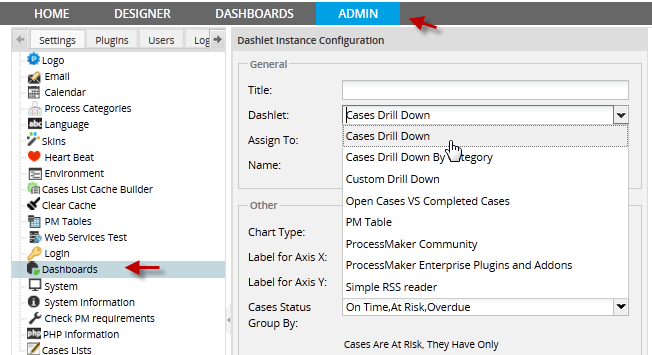 HOME DESIGNER DASHBOARDS ADMIN
Settings Plugins Users Log
Logo
Email
Calendar
Process Categories
Language
Skins
Heart Beat
Environment
Cases List Cache Builder
Clear Cache
PM Tables
Web Services Test
Login
Dashboards
System
System information
Check PM requirements
PHP information
Cases Lists
Dashlet Instance Configuration
General
Title:
Dashlet: Cases Drill Down
Assign To: Cases Drill Down
Name: Cases Drill Down By Category
Custom Drill Down
Other
Open Cases VS Completed Cases
Chart Type: PM Table
ProcessMaker Community
Label for Axis X:
ProcessMaker Enterprise Plugins and Addons
Label for Axis Y:
Simple RSS reader
Cases Status On Time,At Risk,Overdue
Group By:
Cases Are At Risk, They Have Only